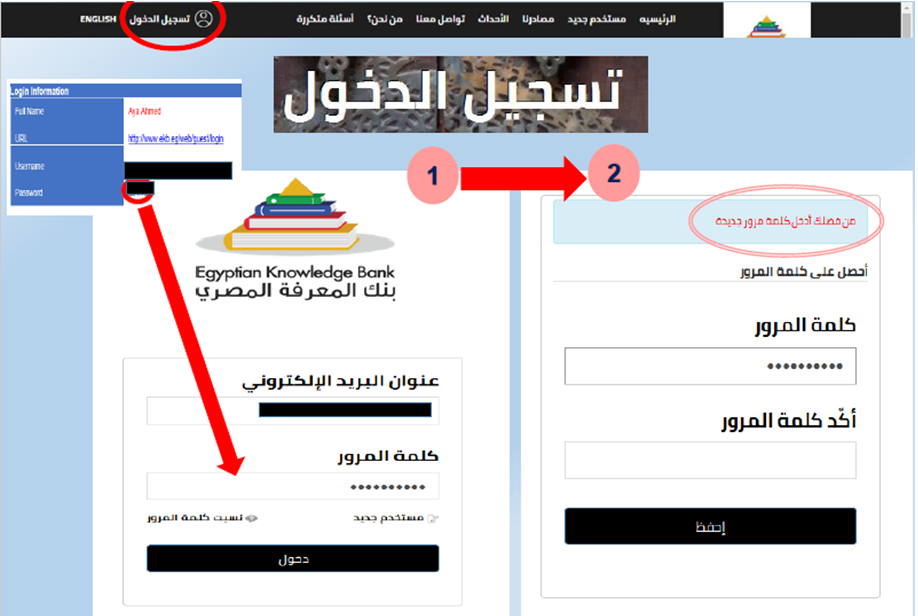 الرئيسيه مستخدم جديد مصادرنا الأحداث تواصل معنا من نحن؟ أسئلة متكررة تسجيل الدخول ENGLISH
تسجيل الدخول
Login Information
Full Name Aya Ahmed
URL http://www.ekb.eg/web/guest/login
Username
Password
1
2
Egyptian Knowledge Bank
بنك المعرفة المصري
عنوان البريد الإلكتروني
كلمة المرور
مستخدم جديد نسيت كلمة المرور
دخول
من فضلك أدخل كلمة مرور جديدة
أحصل على كلمة المرور
كلمة المرور
أكّد كلمة المرور
إحفظ